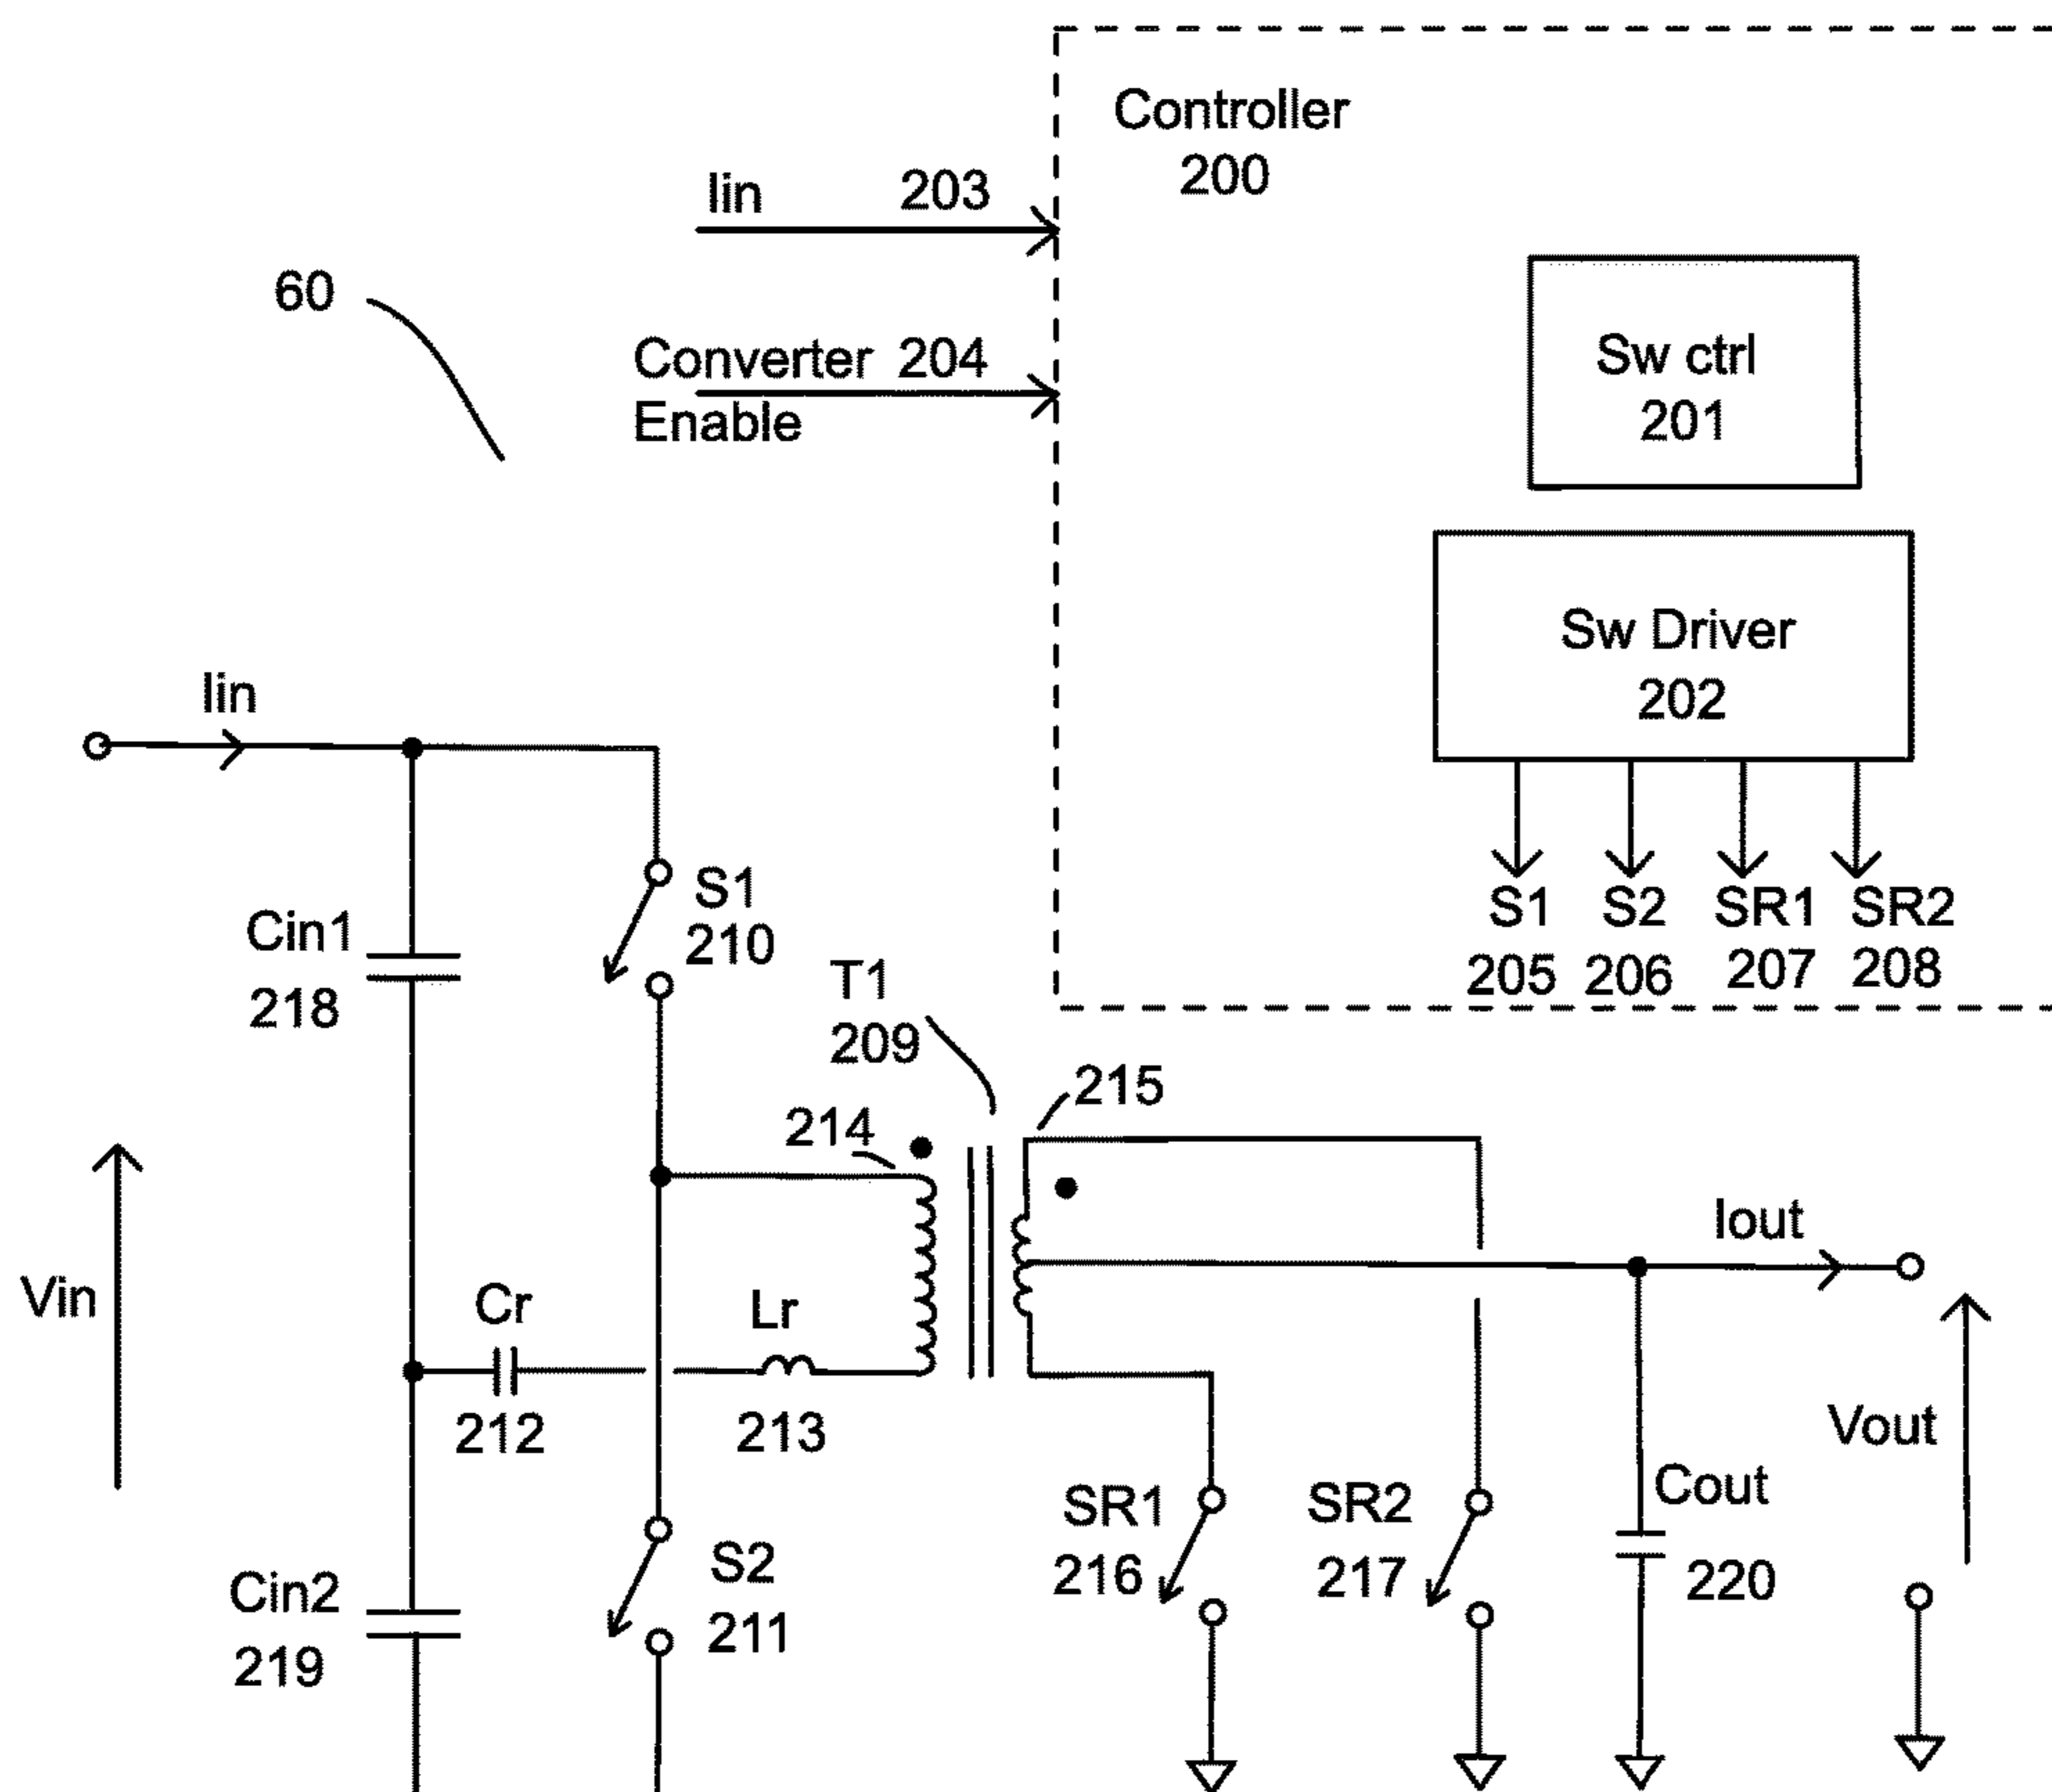 Controller
200
Iin 203
60
Converter 204
Enable
Sw ctrl
201
Sw Driver
202
Iin
S1 S2 SR1 SR2
205 206 207 208
S1
210
Cin1
218
T1
209
215
214
Iout
Vin
Cr
Lr
212
213
Vout
SR1
216
SR2
217
Cout
220
S2
211
Cin2
219